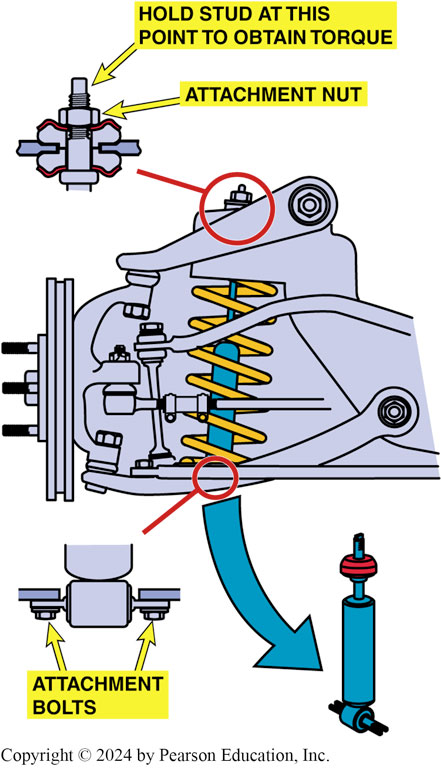 HOLD STUD AT THIS
POINT TO OBTAIN TORQUE
ATTACHMENT NUT
ATTACHMENT
BOLTS
Copyright © 2024 by Pearson Education, Inc.